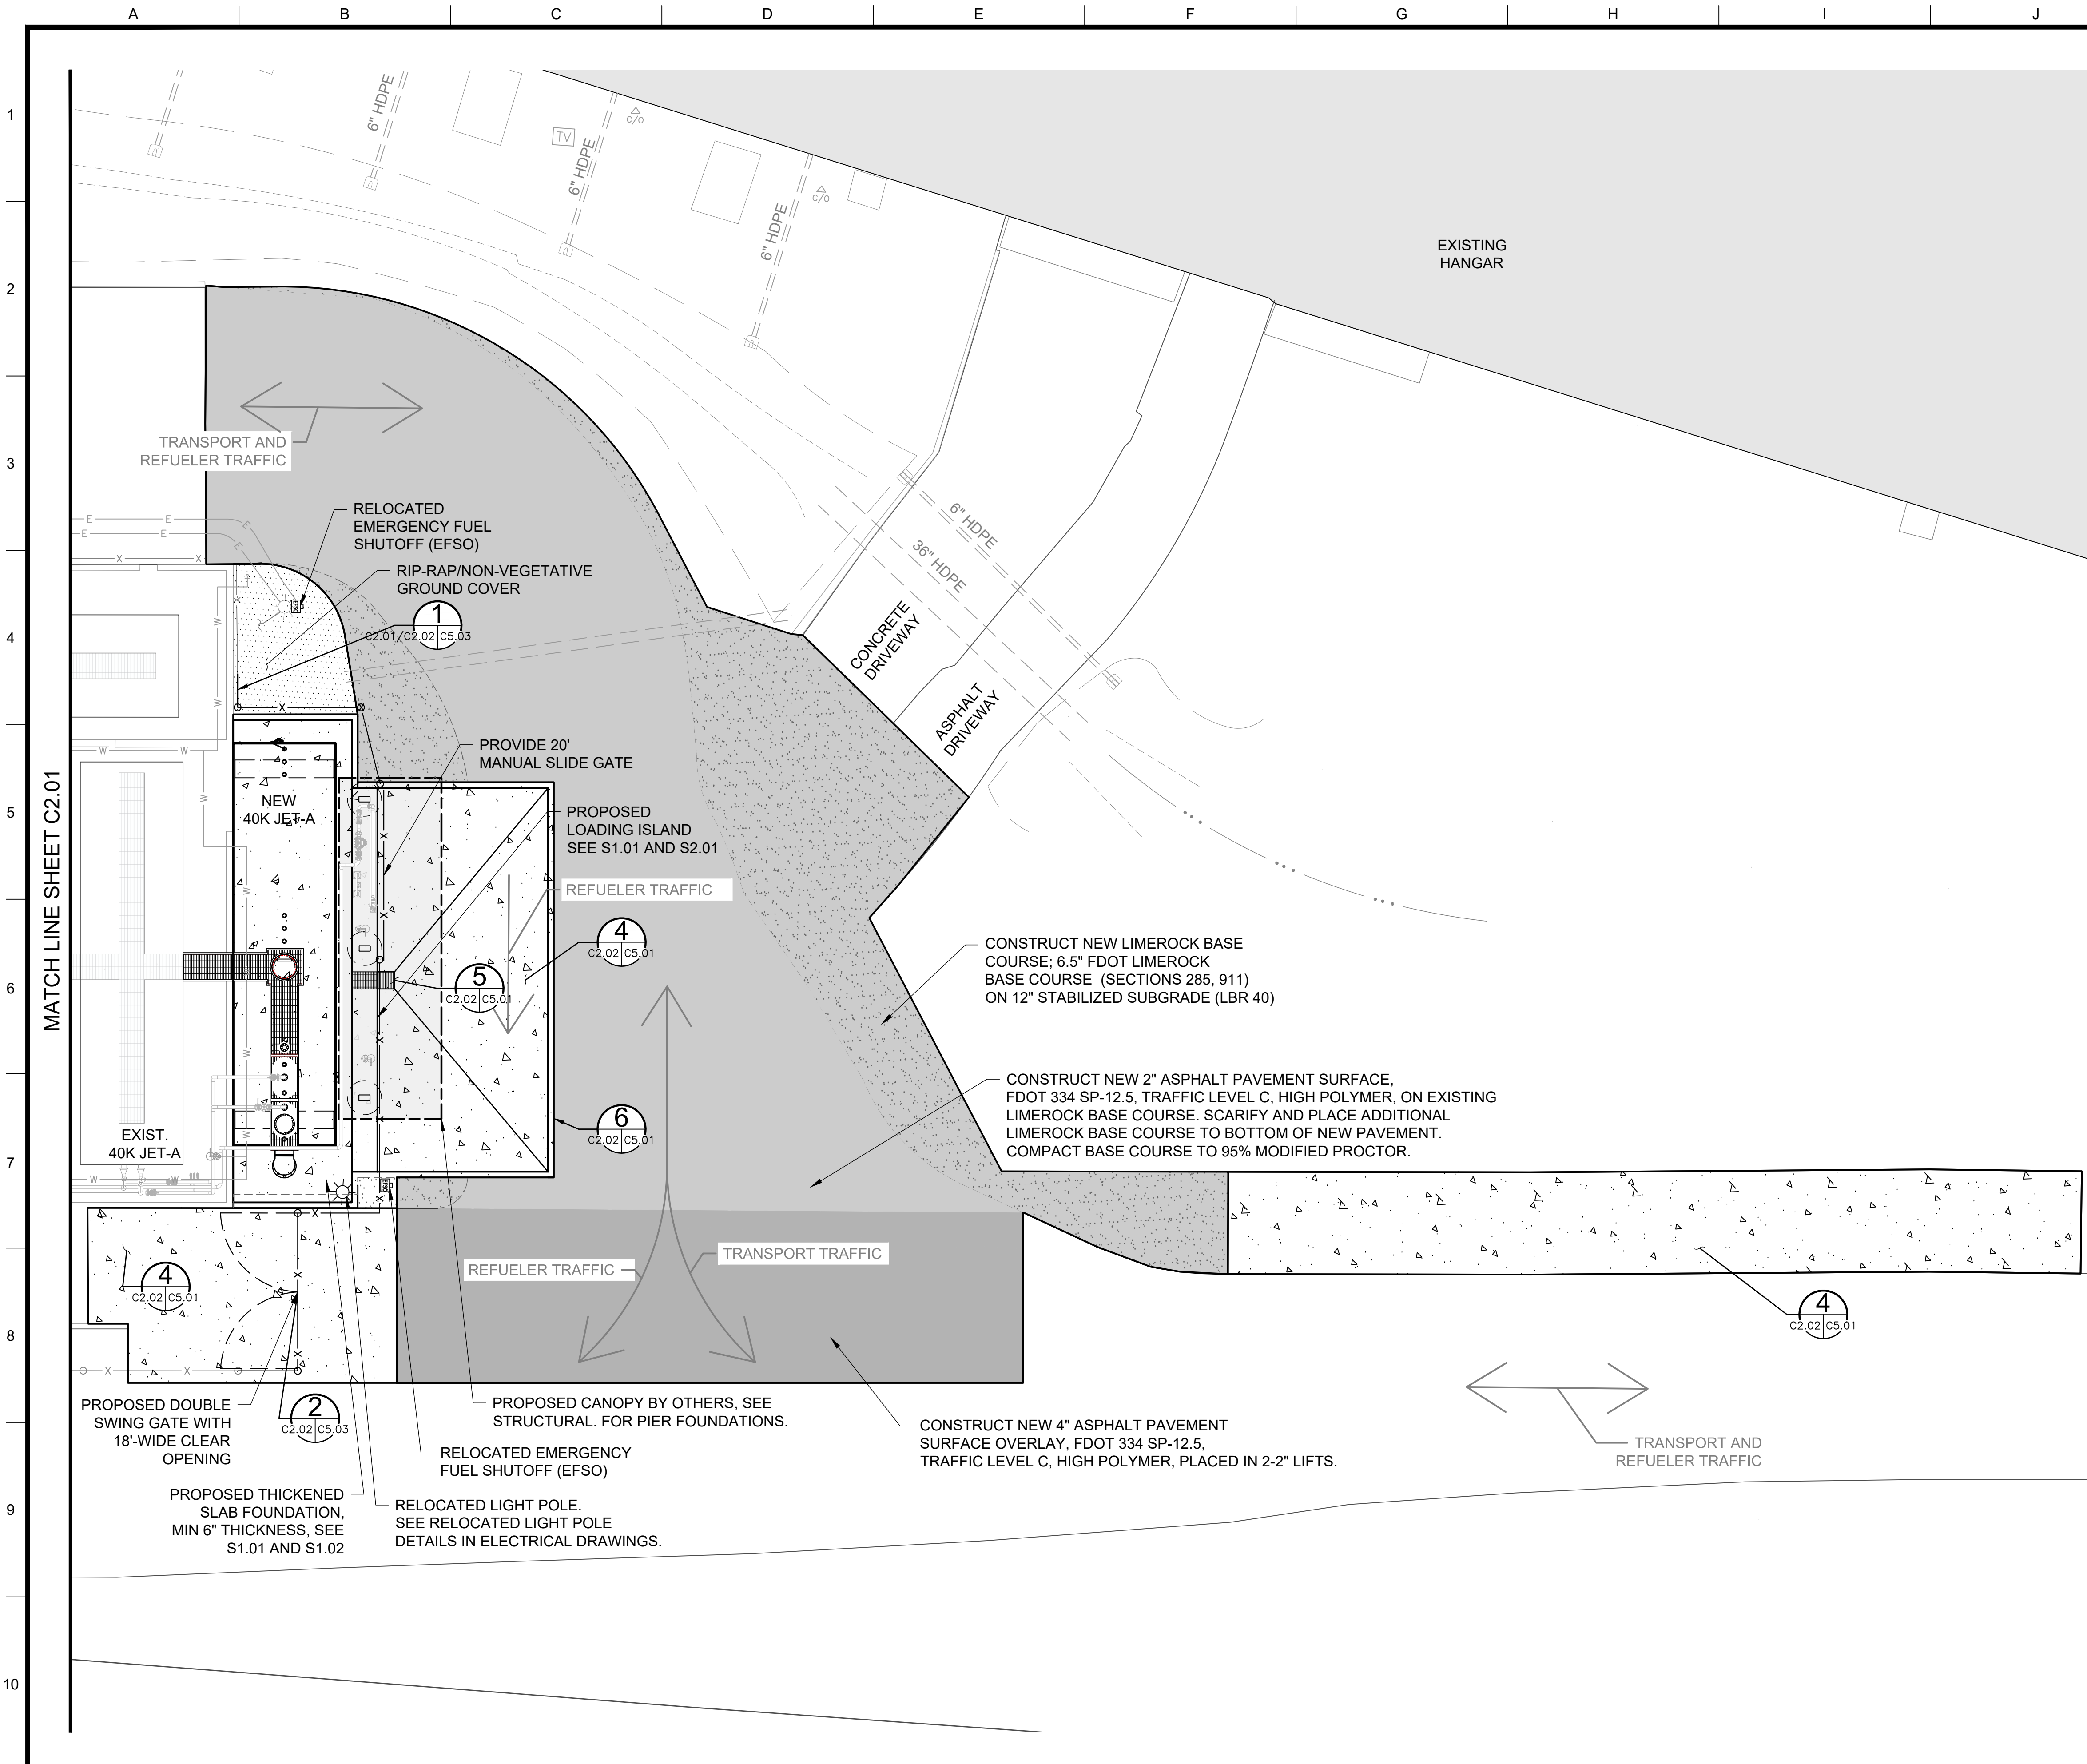 A B C D E F G H I J
1
2
3
4
5
6
7
8
9
10
MATCH LINE SHEET C2.01
6" HDPE
6" HDPE
6" HDPE
TV
c/o
c/o
EXISTING
HANGAR
TRANSPORT AND
REFUELER TRAFFIC
RELOCATED
EMERGENCY FUEL
SHUTOFF (EFSO)
RIP-RAP/NON-VEGETATIVE
GROUND COVER
1
C2.01/C2.02 C5.03
6" HDPE
36" HDPE
CONCRETE
DRIVEWAY
ASPHALT
DRIVEWAY
PROVIDE 20'
MANUAL SLIDE GATE
NEW
40K JET-A
PROPOSED
LOADING ISLAND
SEE S1.01 AND S2.01
REFUELER TRAFFIC
4
C2.02 C5.01
5
C2.02 C5.01
CONSTRUCT NEW LIMEROCK BASE
COURSE; 6.5" FDOT LIMEROCK
BASE COURSE (SECTIONS 285, 911)
ON 12" STABILIZED SUBGRADE (LBR 40)
CONSTRUCT NEW 2" ASPHALT PAVEMENT SURFACE,
FDOT 334 SP-12.5, TRAFFIC LEVEL C, HIGH POLYMER, ON EXISTING
LIMEROCK BASE COURSE. SCARIFY AND PLACE ADDITIONAL
LIMEROCK BASE COURSE TO BOTTOM OF NEW PAVEMENT.
COMPACT BASE COURSE TO 95% MODIFIED PROCTOR.
6
C2.02 C5.01
EXIST.
40K JET-A
REFUELER TRAFFIC
TRANSPORT TRAFFIC
4
C2.02 C5.01
4
C2.02 C5.01
PROPOSED DOUBLE
SWING GATE WITH
18'-WIDE CLEAR
OPENING
2
C2.02 C5.03
PROPOSED CANOPY BY OTHERS, SEE
STRUCTURAL. FOR PIER FOUNDATIONS.
RELOCATED EMERGENCY
FUEL SHUTOFF (EFSO)
CONSTRUCT NEW 4" ASPHALT PAVEMENT
SURFACE OVERLAY, FDOT 334 SP-12.5,
TRAFFIC LEVEL C, HIGH POLYMER, PLACED IN 2-2" LIFTS.
TRANSPORT AND
REFUELER TRAFFIC
PROPOSED THICKENED
SLAB FOUNDATION,
MIN 6" THICKNESS, SEE
S1.01 AND S1.02
RELOCATED LIGHT POLE.
SEE RELOCATED LIGHT POLE
DETAILS IN ELECTRICAL DRAWINGS.